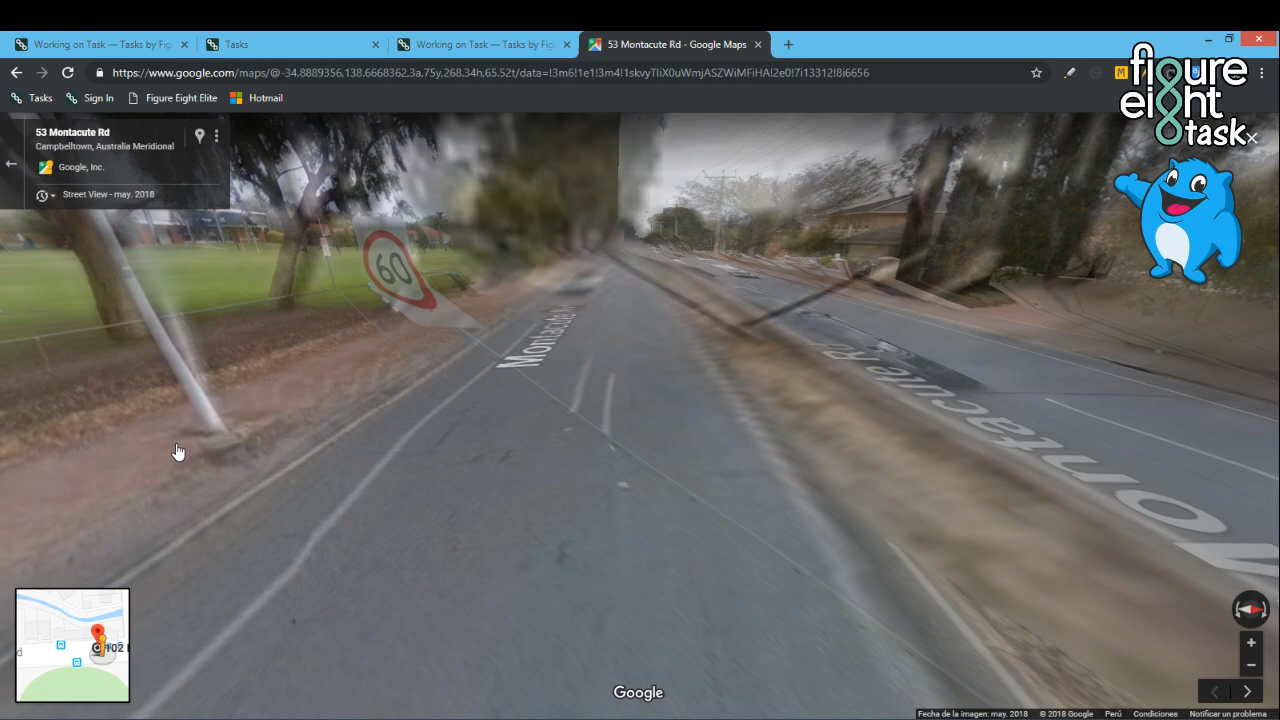 Working on Task — Tasks by Fig
Tasks
Working on Task — Tasks by Fig
53 Montacute Rd - Google Maps
https://www.google.com/maps/@-34.8889356,138.6668362,3a.75y,268.34h,65.52t/data=!3m6!1e1!3m4!1skvyTliX0uWmjASZWiMFiHA!2e0!7i13312!8i6656
Tasks
Sign In
Figure Eight Elite
Hotmail
figure
eight
task
53 Montacute Rd
Campbelltown, Australia Meridional
Google, Inc.
Street View - may. 2018
60
Montacute R
Montacute Rd
102
Google
Fecha de la imagen: may. 2018
© 2018 Google
Perú
Condiciones
Notificar un problema